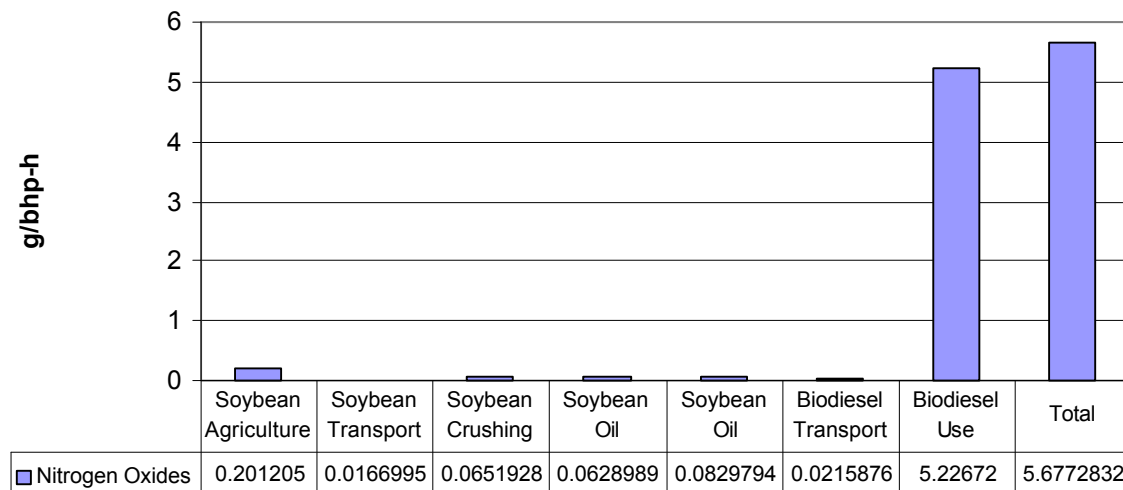 6
5
4
3
2
1
0
g/bhp-h
Soybean Agriculture
Soybean Transport
Soybean Crushing
Soybean Oil
Soybean Oil
Biodiesel Transport
Biodiesel Use
Total
Nitrogen Oxides 0.201205 0.0166995 0.0651928 0.0628989 0.0829794 0.0215876 5.22672 5.6772832